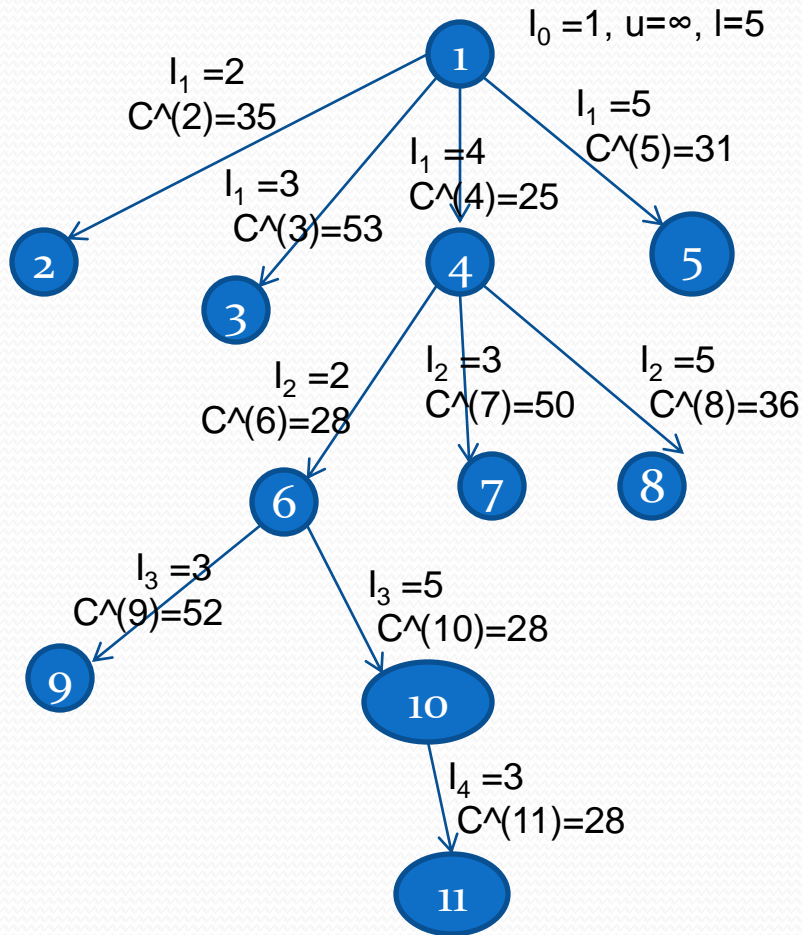 I₀ =1, u=∞, l=5
1
I₁ =2
C^(2)=35
I₁ =3
C^(3)=53
I₁ =4
C^(4)=25
I₁ =5
C^(5)=31
2
3
4
5
I₂ =2
C^(6)=28
I₂ =3
C^(7)=50
I₂ =5
C^(8)=36
6
7
8
I₃ =3
C^(9)=52
I₃ =5
C^(10)=28
9
10
I₄ =3
C^(11)=28
11